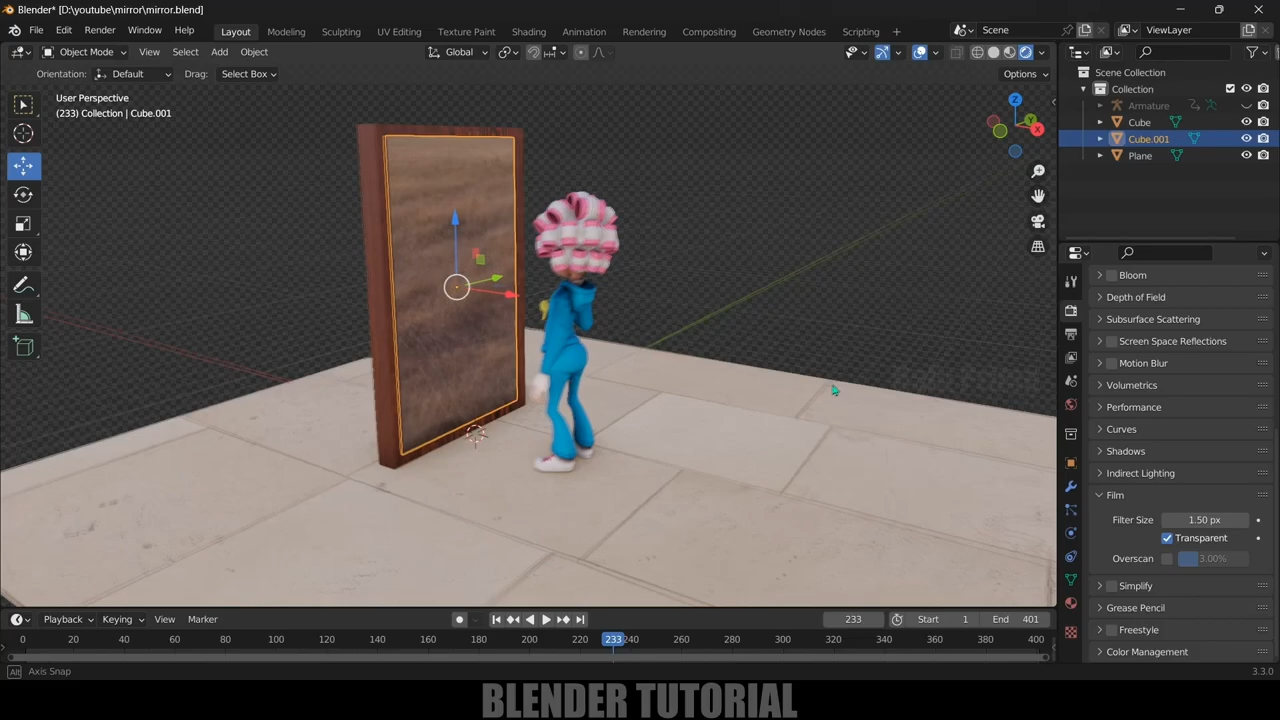 Blender* [D:\youtube\mirror\mirror.blend]
File Edit Render Window Help Layout Modeling Sculpting UV Editing Texture Paint Shading Animation Rendering Compositing Geometry Nodes Scripting Scene ViewLayer
Object Mode View Select Add Object Global
Orientation: Default Drag: Select Box Options
User Perspective
(233) Collection | Cube.001
Z
Y
X
Scene Collection
Collection
Armature
Cube
Cube.001
Plane
Bloom
Depth of Field
Subsurface Scattering
Screen Space Reflections
Motion Blur
Volumetrics
Performance
Curves
Shadows
Indirect Lighting
Film
Filter Size 1.50 px
Transparent
Overscan 3.00%
Simplify
Grease Pencil
Freestyle
Color Management
Playback Keying View Marker 233 Start 1 End 401
0 20 40 60 80 100 120 140 160 180 200 220 233 240 260 280 300 320 340 360 380 400
Alt Axis Snap 3.3.0
BLENDER TUTORIAL